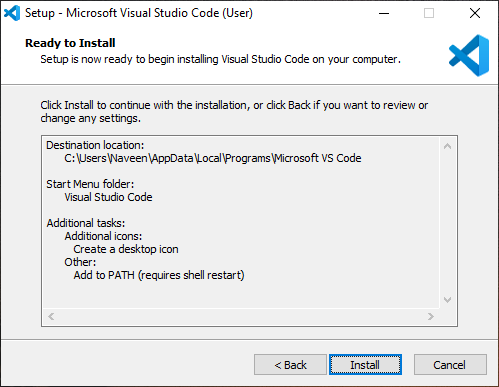 Setup - Microsoft Visual Studio Code (User)
Ready to Install
Setup is now ready to begin installing Visual Studio Code on your computer.
Click Install to continue with the installation, or click Back if you want to review or
change any settings.
Destination location:
C:\Users\Naveen\AppData\Local\Programs\Microsoft VS Code
Start Menu folder:
Visual Studio Code
Additional tasks:
Additional icons:
Create a desktop icon
Other:
Add to PATH (requires shell restart)
< Back
Install
Cancel